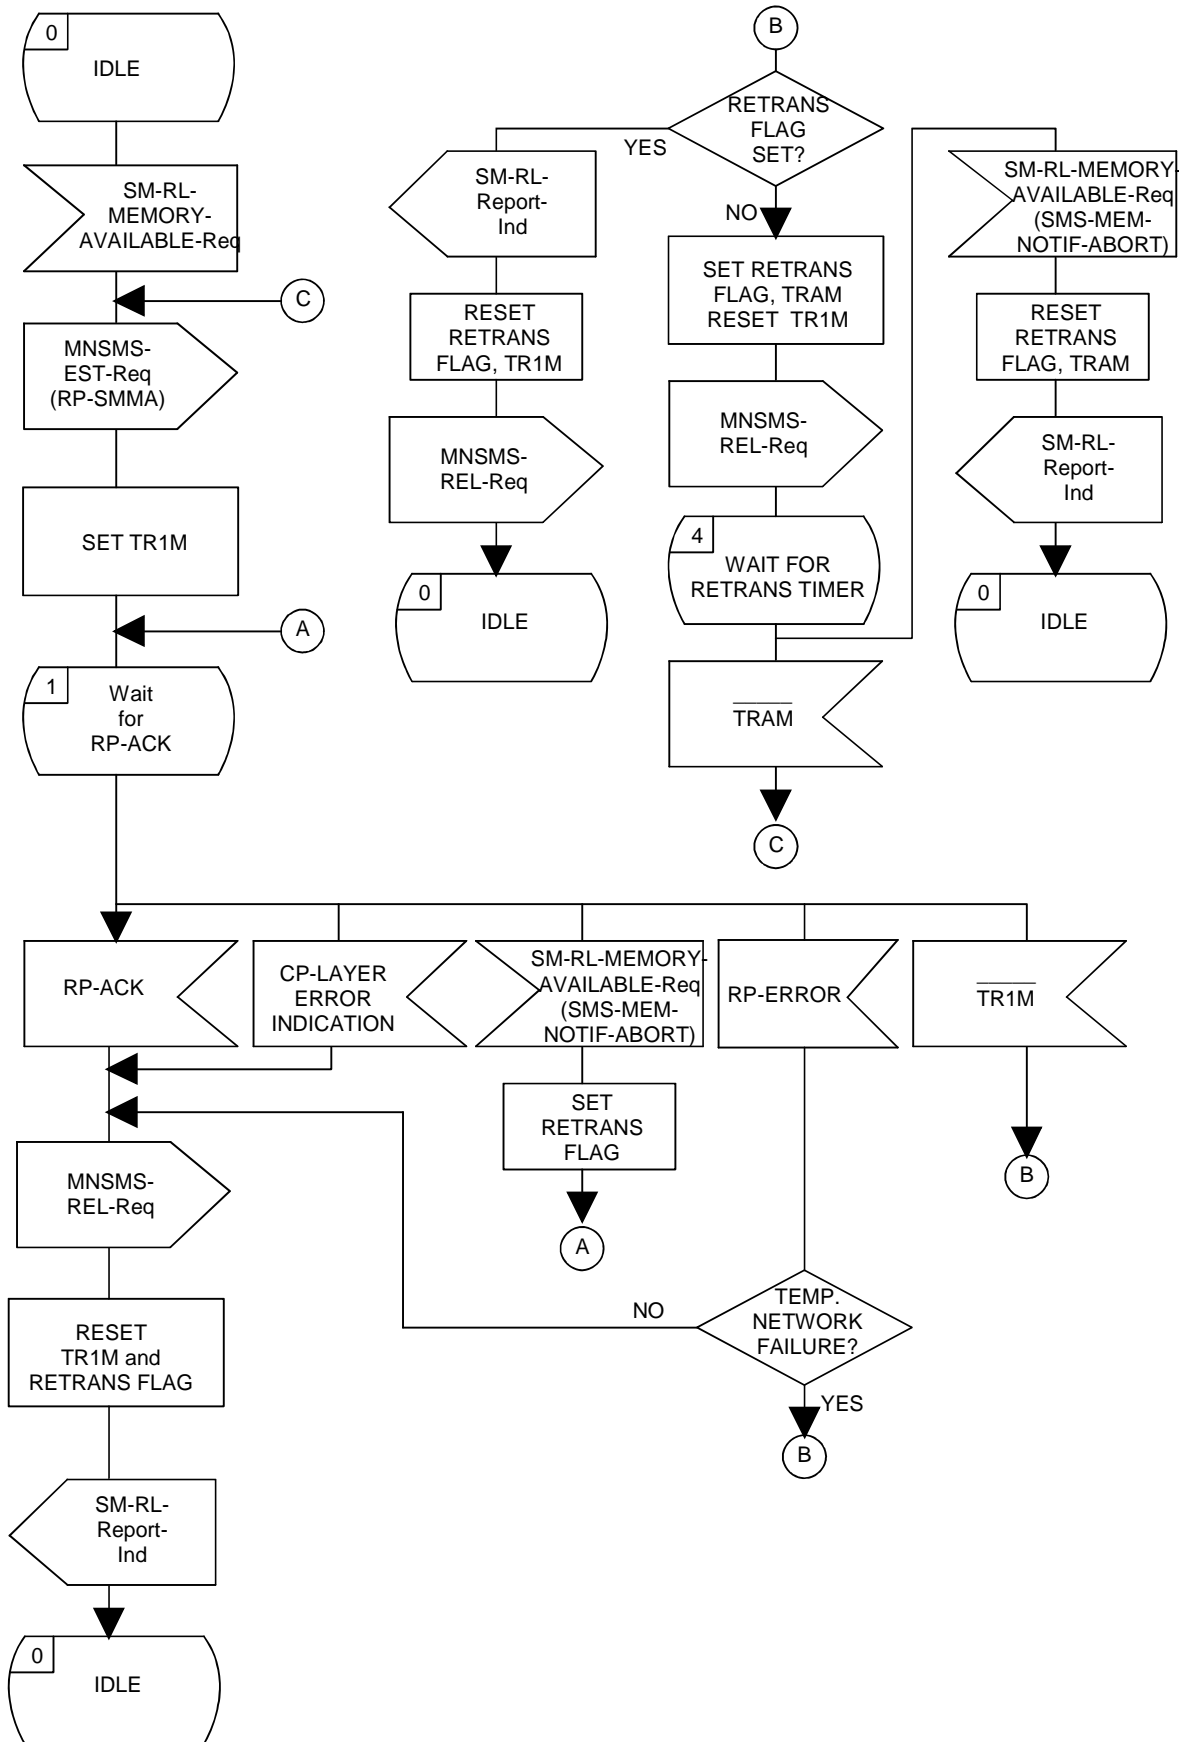 0
IDLE
SM-RL-
MEMORY-
AVAILABLE-Req
C
MNSMS-
EST-Req
(RP-SMMA)
SET TR1M
A
1
Wait
for
RP-ACK
B
RETRANS
FLAG
SET?
YES
NO
SM-RL-
Report-
Ind
RESET
RETRANS
FLAG, TR1M
MNSMS-
REL-Req
0
IDLE
SET RETRANS
FLAG, TRAM
RESET TR1M
MNSMS-
REL-Req
4
WAIT FOR
RETRANS TIMER
TRAM
C
SM-RL-MEMORY-
AVAILABLE-Req
(SMS-MEM-
NOTIF-ABORT)
RESET
RETRANS
FLAG, TRAM
SM-RL-
Report-
Ind
0
IDLE
RP-ACK
CP-LAYER
ERROR
INDICATION
SM-RL-MEMORY-
AVAILABLE-Req
(SMS-MEM-
NOTIF-ABORT)
RP-ERROR
TR1M
SET
RETRANS
FLAG
A
B
MNSMS-
REL-Req
NO
TEMP.
NETWORK
FAILURE?
YES
B
RESET
TR1M and
RETRANS FLAG
SM-RL-
Report-
Ind
0
IDLE